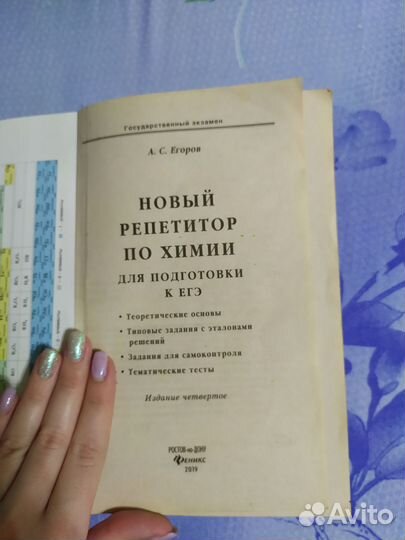 Государственный экзамен
А. С. Егоров
НОВЫЙ
РЕПЕТИТОР
ПО ХИМИИ
ДЛЯ ПОДГОТОВКИ
К ЕГЭ
• Теоретические основы
• Типовые задания с эталонами
решений
• Задания для самоконтроля
• Тематические тесты
Издание четвертое
РОСТОВ-НА-ДОНУ
ФЕНИКС
2019
Avito